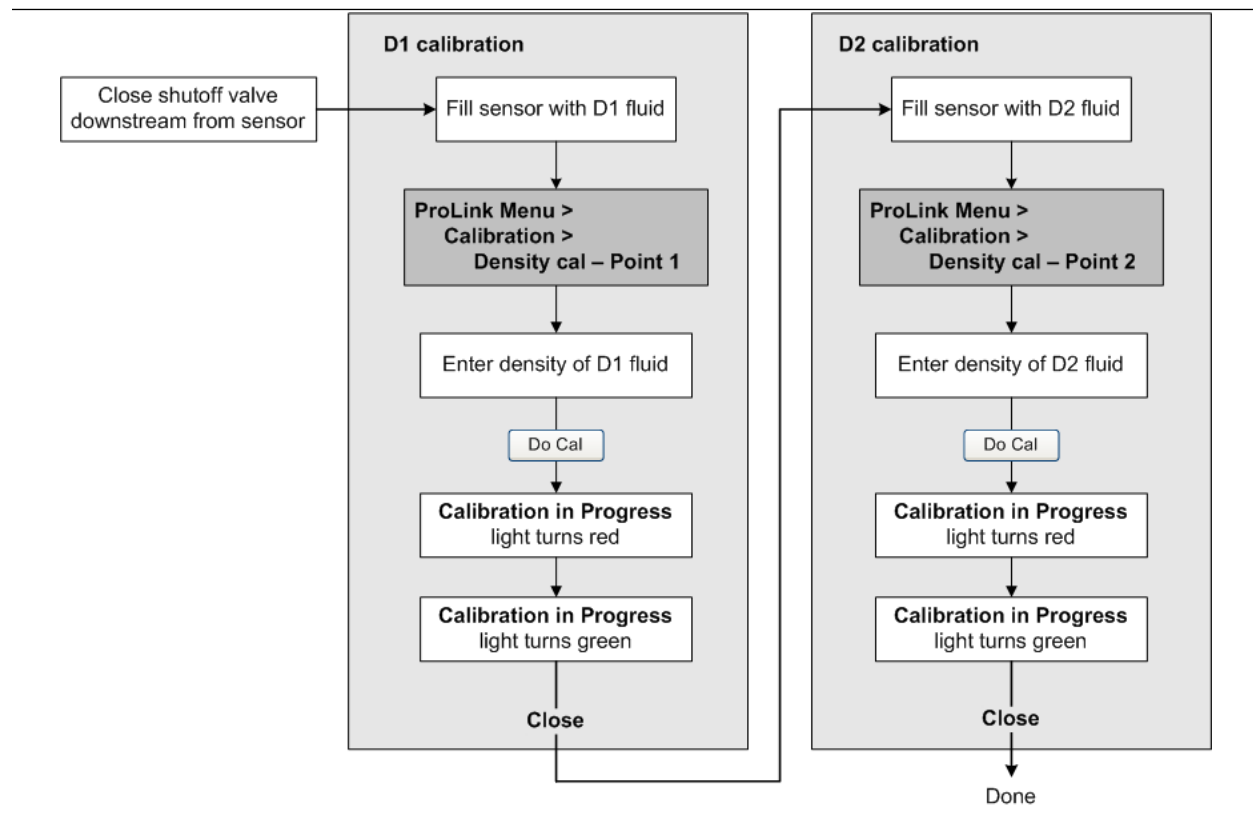 Close shutoff valve
downstream from sensor
D1 calibration
Fill sensor with D1 fluid
ProLink Menu >
Calibration >
Density cal – Point 1
Enter density of D1 fluid
Do Cal
Calibration in Progress
light turns red
Calibration in Progress
light turns green
Close
D2 calibration
Fill sensor with D2 fluid
ProLink Menu >
Calibration >
Density cal – Point 2
Enter density of D2 fluid
Do Cal
Calibration in Progress
light turns red
Calibration in Progress
light turns green
Close
Done